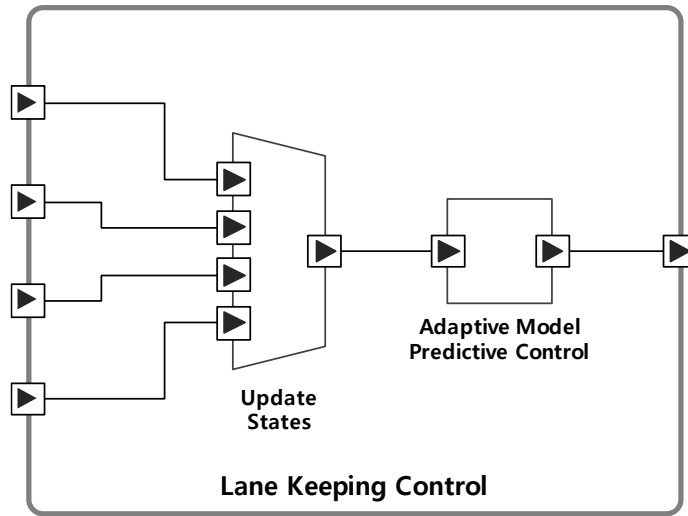 Adaptive Model
Predictive Control
Update
States
Lane Keeping Control